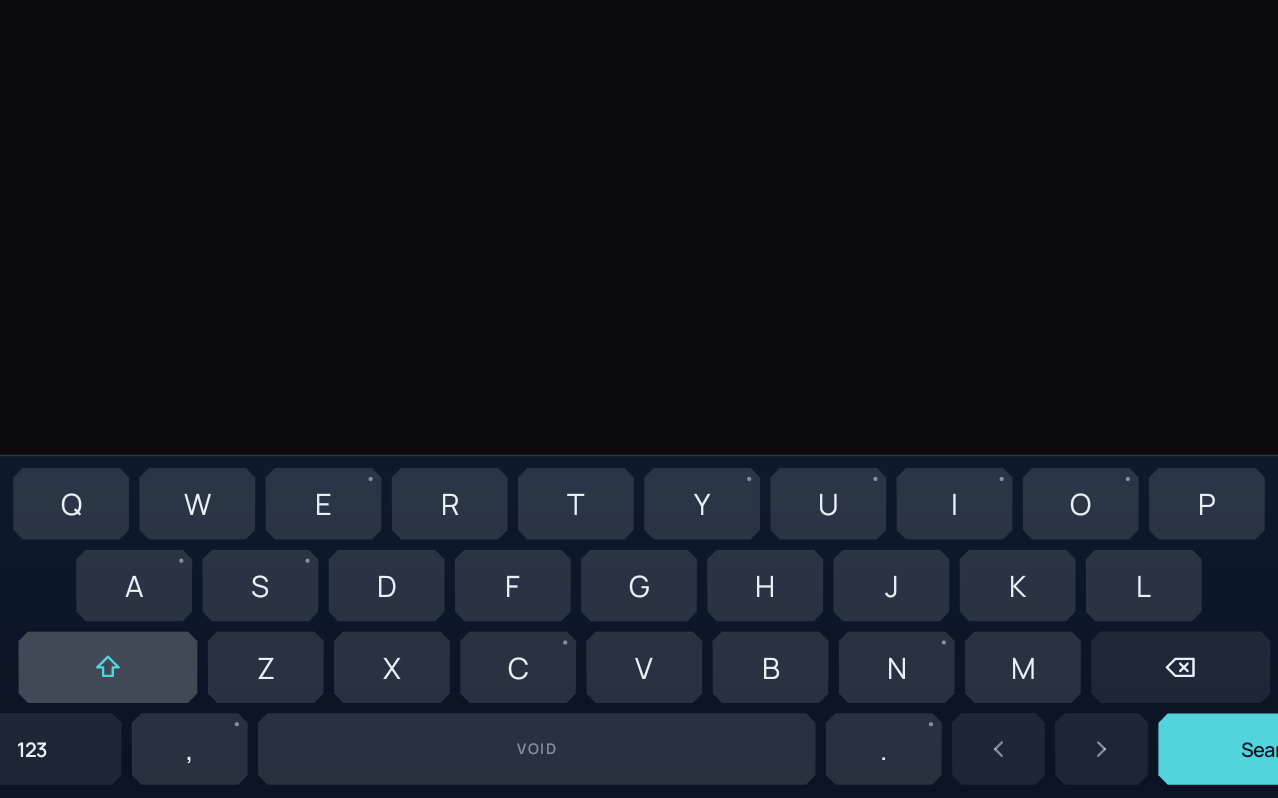 Q W E R T Y U I O P
A S D F G H J K L
Z X C V B N M
123 , VOID . Sear